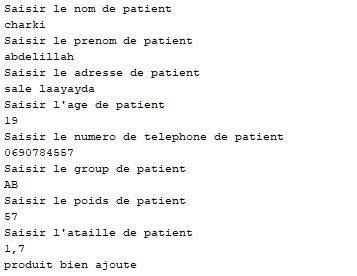 Saisir le nom de patient
charki
Saisir le prenom de patient
abdelillah
Saisir le adresse de patient
sale laayayda
Saisir l'age de patient
19
Saisir le numero de telephone de patient
0690784557
Saisir le group de patient
AB
Saisir le poids de patient
57
Saisir l'ataille de patient
1,7
produit bien ajoute